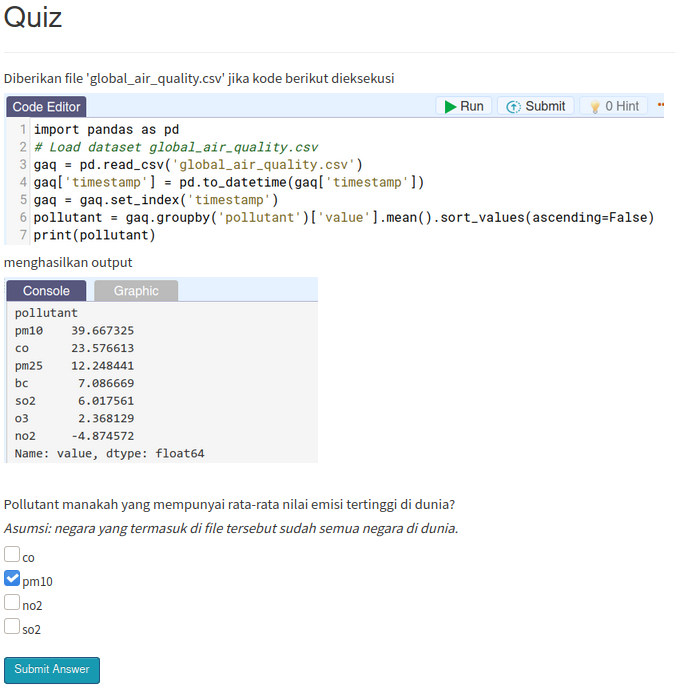 Quiz
Diberikan file 'global_air_quality.csv' jika kode berikut dieksekusi
Code Editor Run Submit 0 Hint
1 import pandas as pd
2 # Load dataset global_air_quality.csv
3 gaq = pd.read_csv('global_air_quality.csv')
4 gaq['timestamp'] = pd.to_datetime(gaq['timestamp'])
5 gaq = gaq.set_index('timestamp')
6 pollutant = gaq.groupby('pollutant')['value'].mean().sort_values(ascending=False)
7 print(pollutant)
menghasilkan output
Console Graphic
pollutant
pm10    39.667325
co      23.576613
pm25    12.248441
bc       7.086669
so2      6.017561
o3       2.368129
no2     -4.874572
Name: value, dtype: float64
Pollutant manakah yang mempunyai rata-rata nilai emisi tertinggi di dunia?
Asumsi: negara yang termasuk di file tersebut sudah semua negara di dunia.
co
pm10
no2
so2
Submit Answer